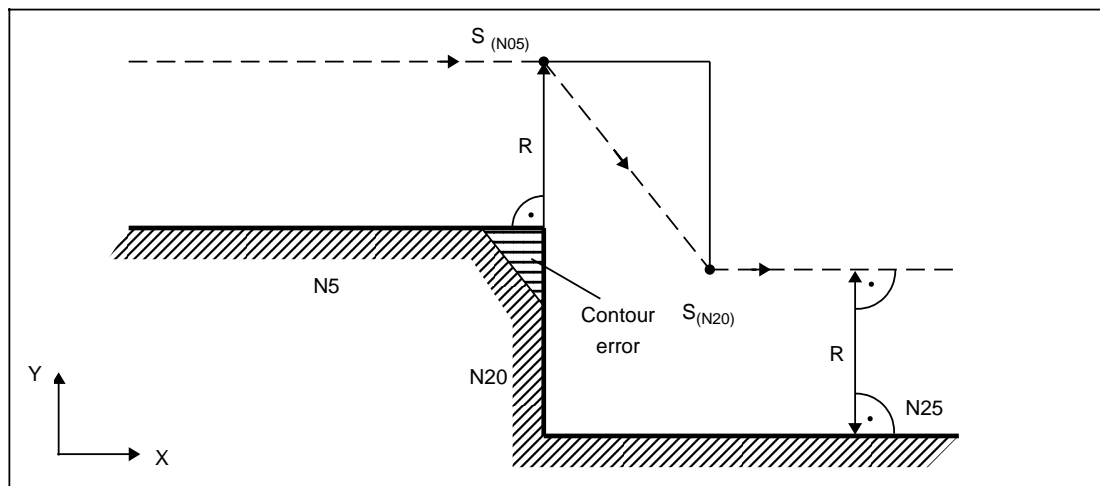 S (N05)
R
N5
Contour
error
S(N20)
N20
R
N25
Y
X